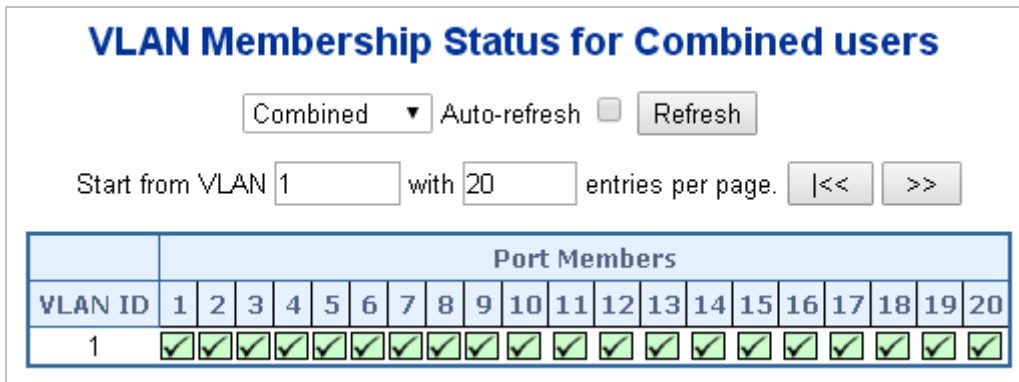 VLAN Membership Status for Combined users
Combined ▼ Auto-refresh Refresh
Start from VLAN 1 with 20 entries per page. |<< >>
Port Members
VLAN ID 1 2 3 4 5 6 7 8 9 10 11 12 13 14 15 16 17 18 19 20
1